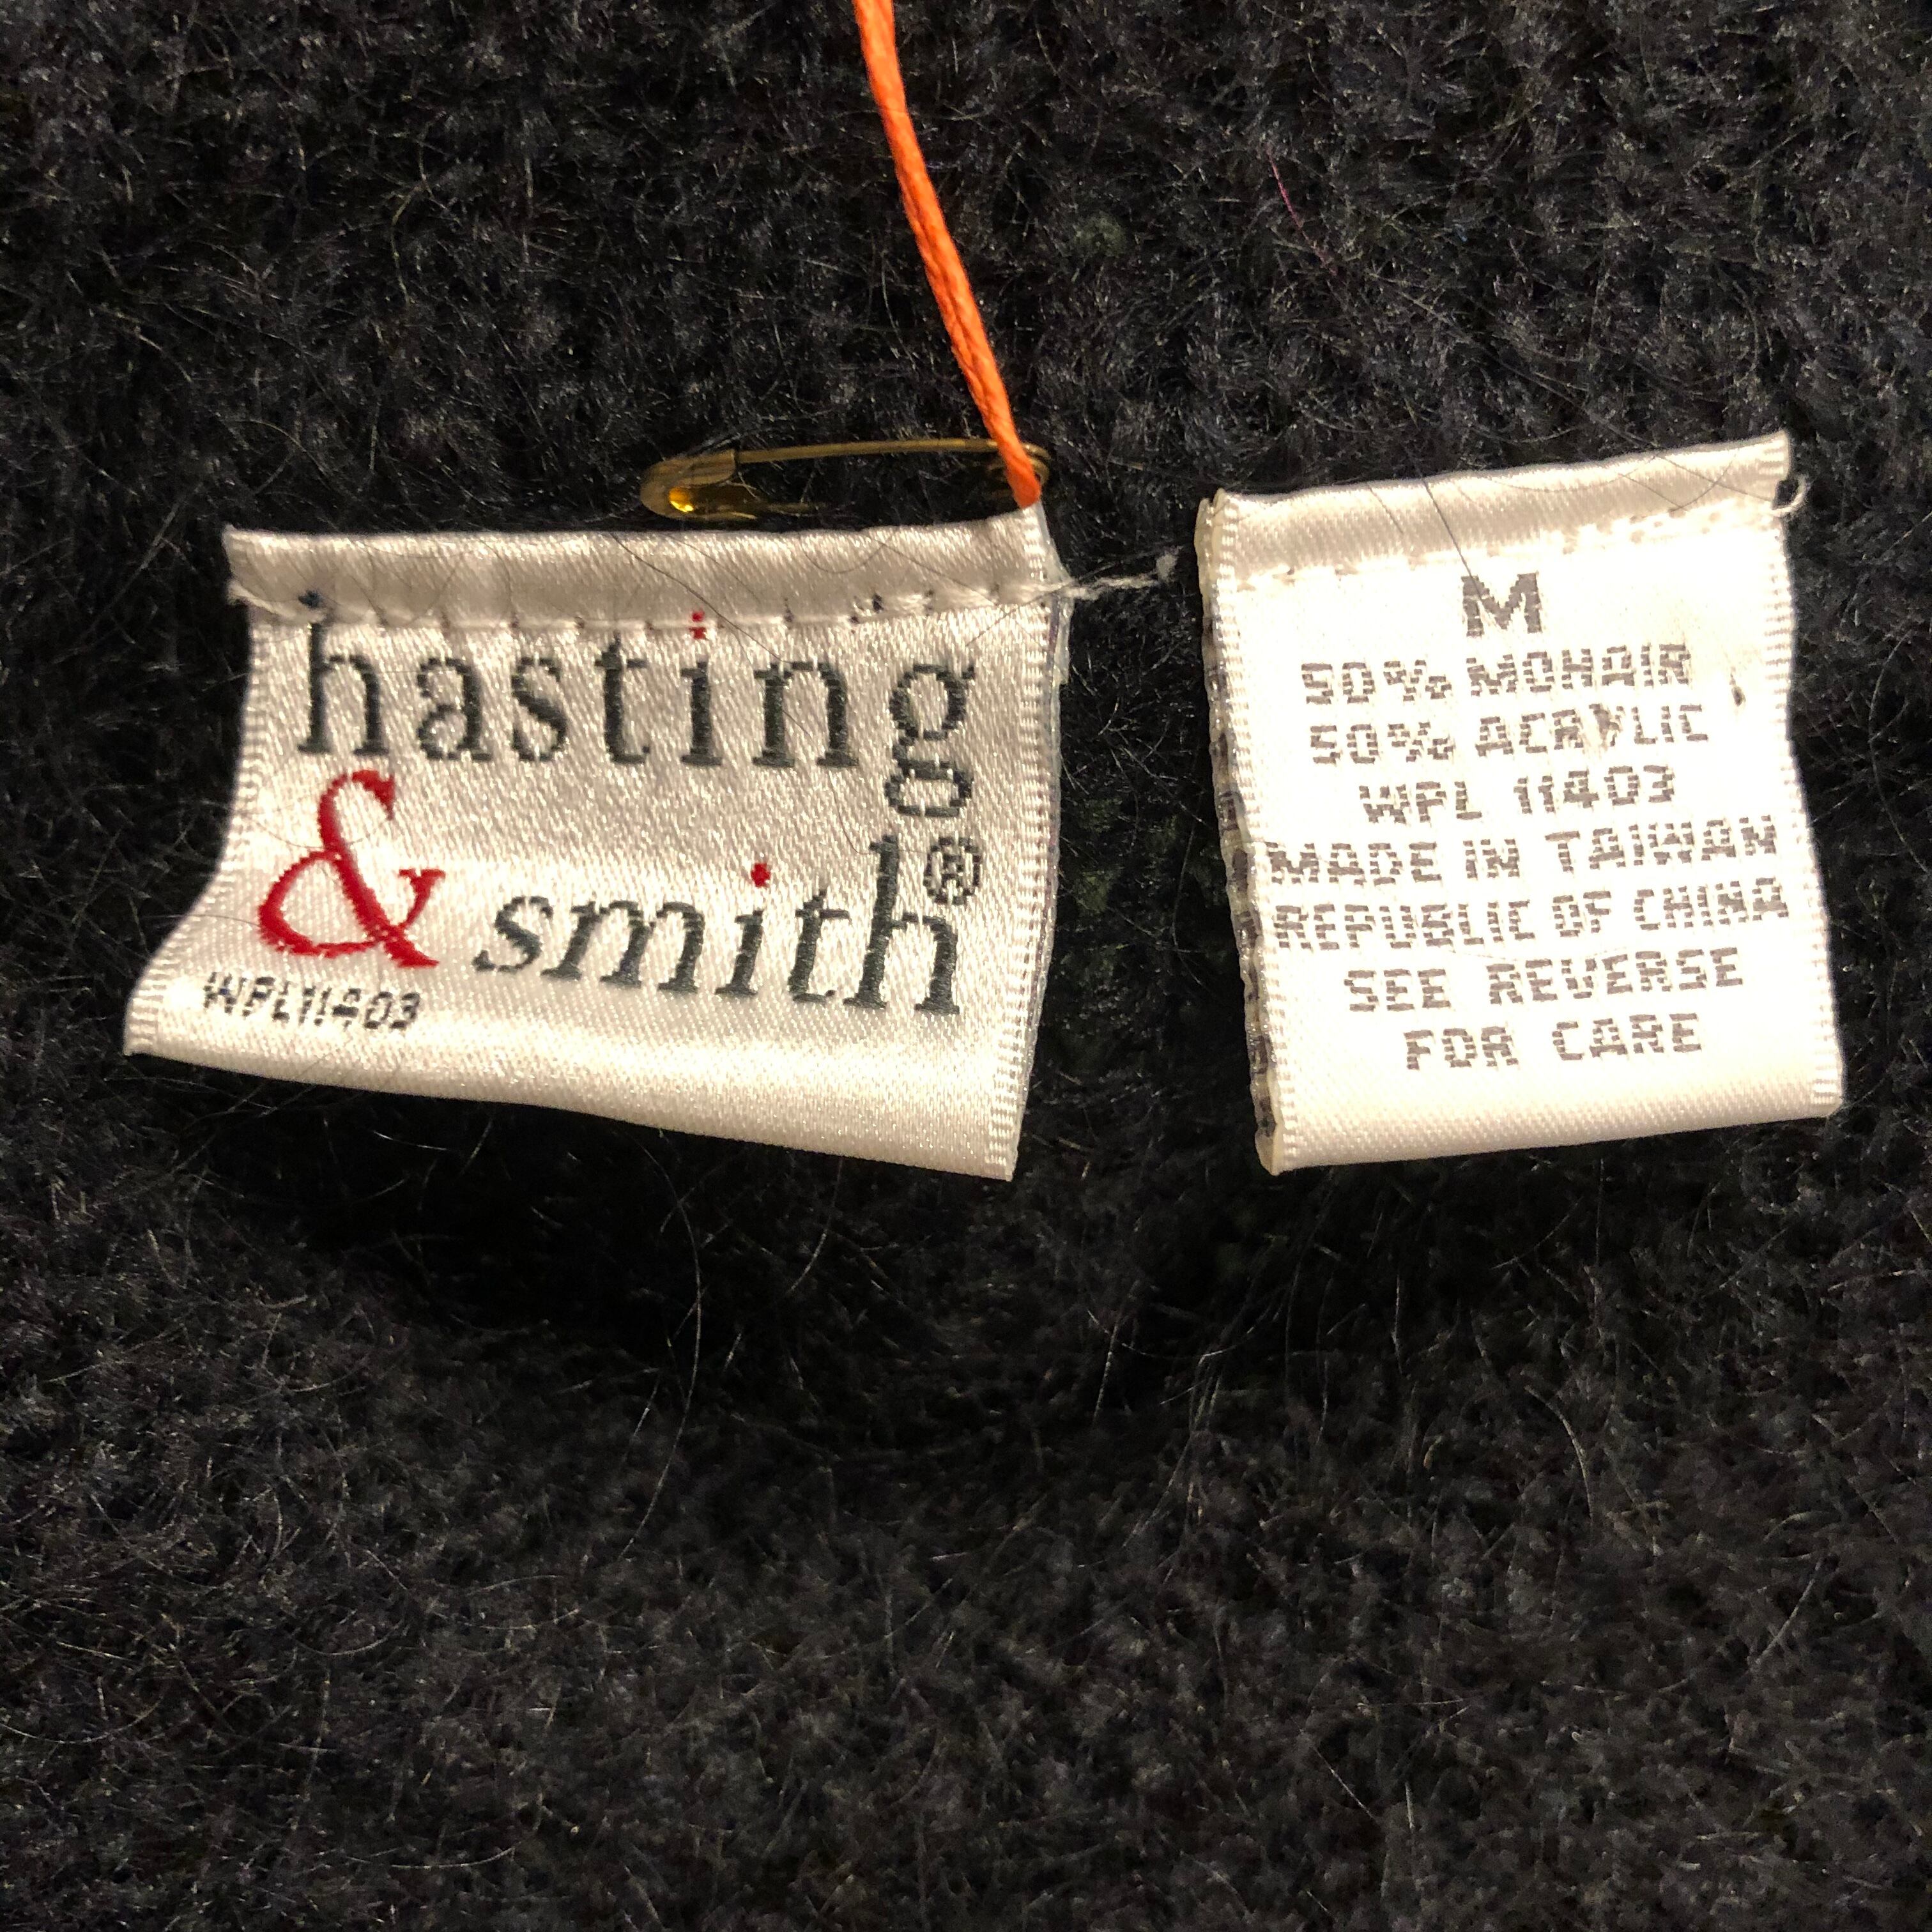 hasting
& smith®
WPL11403
M
50% MOHAIR
50% ACRYLIC
WPL 11403
MADE IN TAIWAN
REPUBLIC OF CHINA
SEE REVERSE
FOR CARE